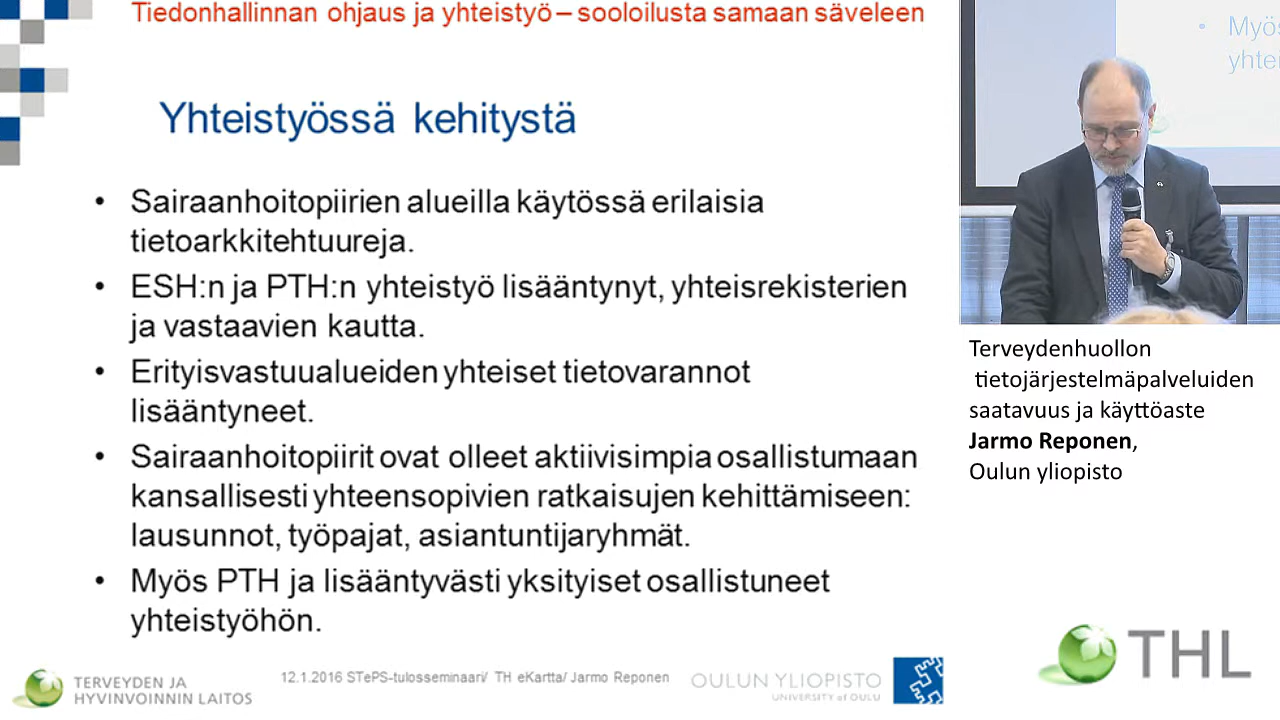 Tiedonhallinnan ohjaus ja yhteistyö – sooloilusta samaan säveleen
Yhteistyössä kehitystä
• Sairaanhoitopiirien alueilla käytössä erilaisia
tietoarkkitehtuureja.
• ESH:n ja PTH:n yhteistyö lisääntynyt, yhteisrekisterien
ja vastaavien kautta.
• Erityisvastuualueiden yhteiset tietovarannot
lisääntyneet.
• Sairaanhoitopiirit ovat olleet aktiivisimpia osallistumaan
kansallisesti yhteensopivien ratkaisujen kehittämiseen:
lausunnot, työpajat, asiantuntijaryhmät.
• Myös PTH ja lisääntyvästi yksityiset osallistuneet
yhteistyöhön.
TERVEYDEN JA
HYVINVOINNIN LAITOS
12.1.2016 STePS-tulosseminaari/ TH eKartta/ Jarmo Reponen
OULUN YLIOPISTO
UNIVERSITY of OULU
• Myös
yhtei
Terveydenhuollon
tietojärjestelmäpalveluiden
saatavuus ja käyttöaste
Jarmo Reponen,
Oulun yliopisto
THL